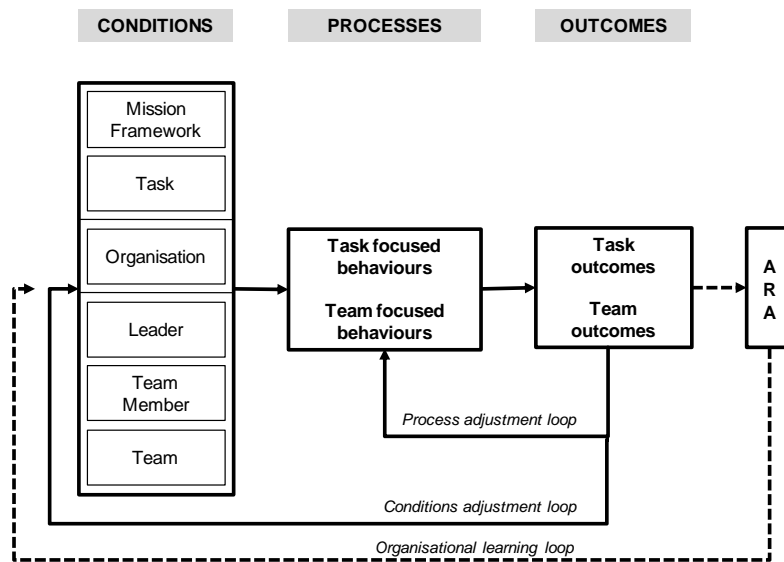 CONDITIONS
PROCESSES
OUTCOMES
Mission
Framework
Task
Organisation
Leader
Team
Member
Team
Task focused
behaviours
Team focused
behaviours
Task
outcomes
Team
outcomes
A
R
A
Process adjustment loop
Conditions adjustment loop
Organisational learning loop